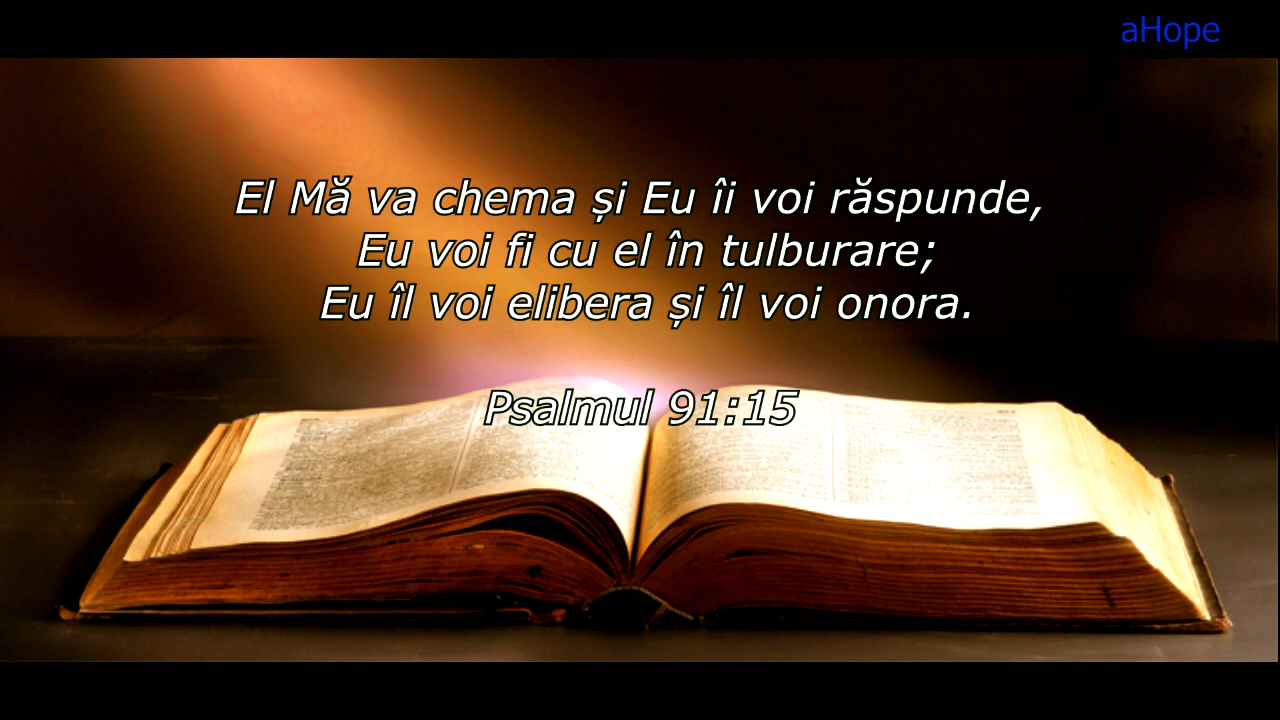 aHope
El Mă va chema și Eu îi voi răspunde,
Eu voi fi cu el în tulburare;
Eu îl voi elibera și îl voi onora.
Psalmul 91:15